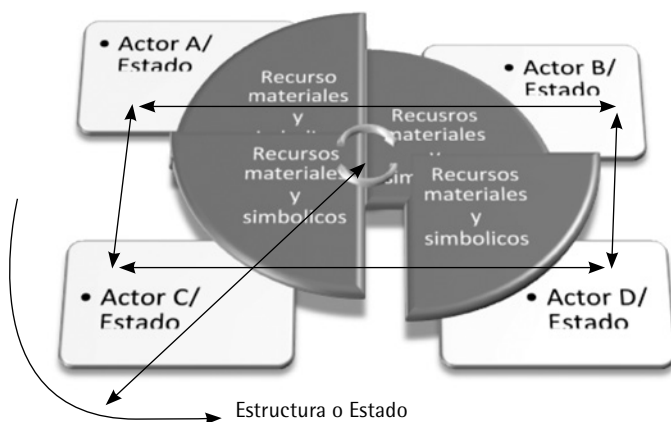 • Actor A/
Estado
• Actor B/
Estado
Recurso
materiales
y
Recusros
materiales
Recursos
materiales
y
simbolicos
Recursos
materiales
y
simbolicos
• Actor C/
Estado
• Actor D/
Estado
Estructura o Estado